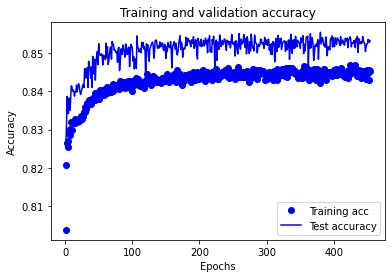 Training and validation accuracy
Accuracy
0.85
0.84
0.83
0.82
0.81
Training acc
Test accuracy
0
100
200
300
400
Epochs